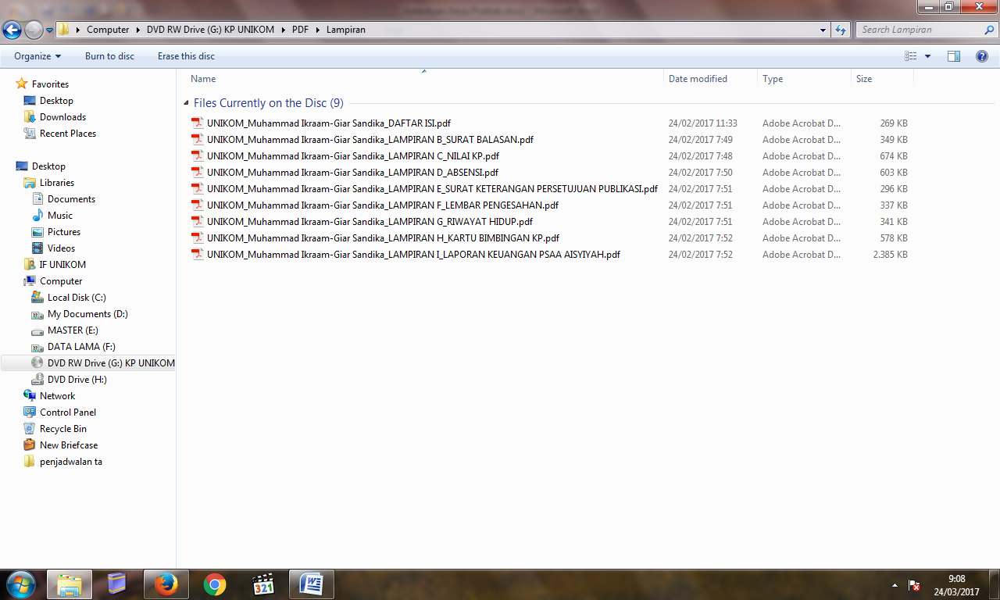 Computer DVD RW Drive (G:) KP UNIKOM PDF Lampiran Search Lampiran
Organize Burn to disc Erase this disc
Favorites
Desktop
Downloads
Recent Places
Desktop
Libraries
Documents
Music
Pictures
Videos
IF UNIKOM
Computer
Local Disk (C:)
My Documents (D:)
MASTER (E:)
DATA LAMA (F:)
DVD RW Drive (G:) KP UNIKOM
DVD Drive (H:)
Network
Control Panel
Recycle Bin
New Briefcase
penjadwalan ta
Name Date modified Type Size
Files Currently on the Disc (9)
UNIKOM_Muhammad Ikraam-Giar Sandika_DAFTAR ISI.pdf 24/02/2017 11:33 Adobe Acrobat D... 269 KB
UNIKOM_Muhammad Ikraam-Giar Sandika_LAMPIRAN B_SURAT BALASAN.pdf 24/02/2017 7:49 Adobe Acrobat D... 349 KB
UNIKOM_Muhammad Ikraam-Giar Sandika_LAMPIRAN C_NILAI KP.pdf 24/02/2017 7:48 Adobe Acrobat D... 674 KB
UNIKOM_Muhammad Ikraam-Giar Sandika_LAMPIRAN D_ABSENSI.pdf 24/02/2017 7:50 Adobe Acrobat D... 603 KB
UNIKOM_Muhammad Ikraam-Giar Sandika_LAMPIRAN E_SURAT KETERANGAN PERSETUJUAN PUBLIKASI.pdf 24/02/2017 7:51 Adobe Acrobat D... 296 KB
UNIKOM_Muhammad Ikraam-Giar Sandika_LAMPIRAN F_LEMBAR PENGESAHAN.pdf 24/02/2017 7:51 Adobe Acrobat D... 337 KB
UNIKOM_Muhammad Ikraam-Giar Sandika_LAMPIRAN G_RIWAYAT HIDUP.pdf 24/02/2017 7:51 Adobe Acrobat D... 341 KB
UNIKOM_Muhammad Ikraam-Giar Sandika_LAMPIRAN H_KARTU BIMBINGAN KP.pdf 24/02/2017 7:52 Adobe Acrobat D... 578 KB
UNIKOM_Muhammad Ikraam-Giar Sandika_LAMPIRAN I_LAPORAN KEUANGAN PSAA AISYIYAH.pdf 24/02/2017 7:52 Adobe Acrobat D... 2.385 KB
321
9:08
24/03/2017